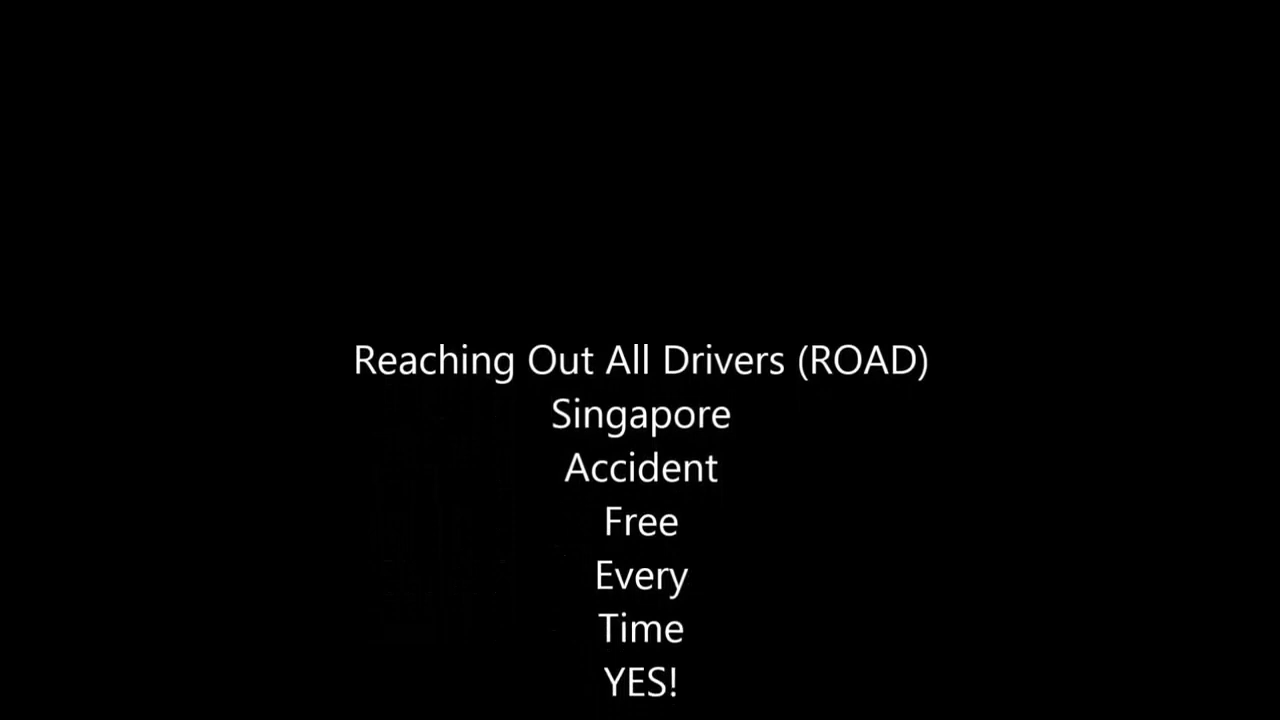 Reaching Out All Drivers (ROAD)
Singapore
Accident
Free
Every
Time
YES!